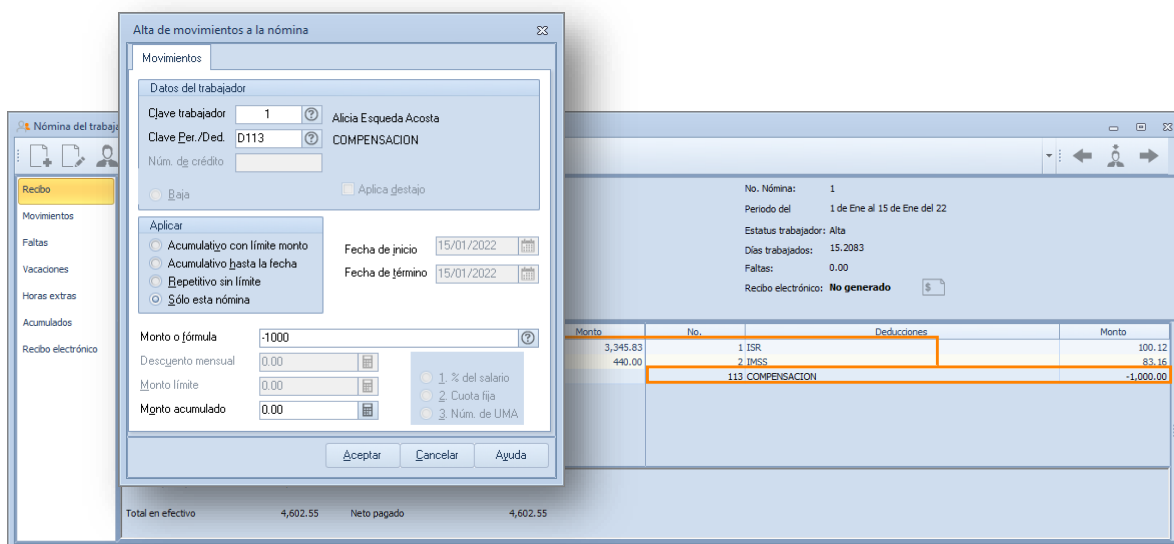 Alta de movimientos a la nómina
Movimientos
Datos del trabajador
Clave trabajador 1 Alicia Esqueda Acosta
Clave Per./Ded. D113 COMPENSACION
Núm. de crédito
Baja Aplica destajo
Aplicar
Acumulativo con límite monto
Acumulativo hasta la fecha
Repetitivo sin límite
Sólo esta nómina
Fecha de inicio 15/01/2022
Fecha de término 15/01/2022
Monto o fórmula -1000
Descuento mensual 0.00
Monto límite 0.00
Monto acumulado 0.00
1. % del salario
2. Cuota fija
3. Núm. de UMA
Aceptar Cancelar Ayuda
Nómina del trabaja
Recibo
Movimientos
Faltas
Vacaciones
Horas extras
Acumulados
Recibo electrónico
No. Nómina: 1
Periodo del 1 de Ene al 15 de Ene del 22
Estatus trabajador: Alta
Días trabajados: 15.2083
Faltas: 0.00
Recibo electrónico: No generado $
Monto No. Deducciones Monto
3,345.83 1 ISR 100.12
440.00 2 IMSS 83.16
113 COMPENSACION -1,000.00
Total en efectivo 4,602.55 Neto pagado 4,602.55